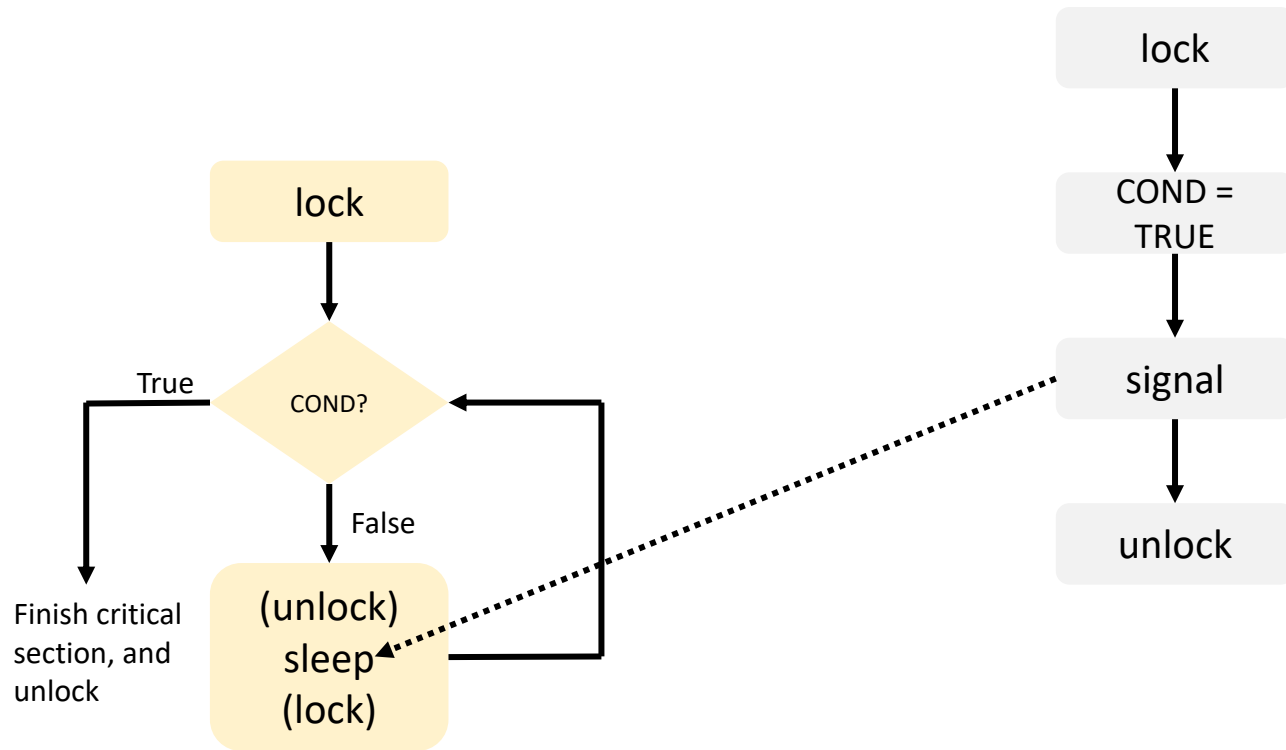 lock
COND?
True
False
(unlock)
sleep
(lock)
Finish critical
section, and
unlock
lock
COND =
TRUE
signal
unlock